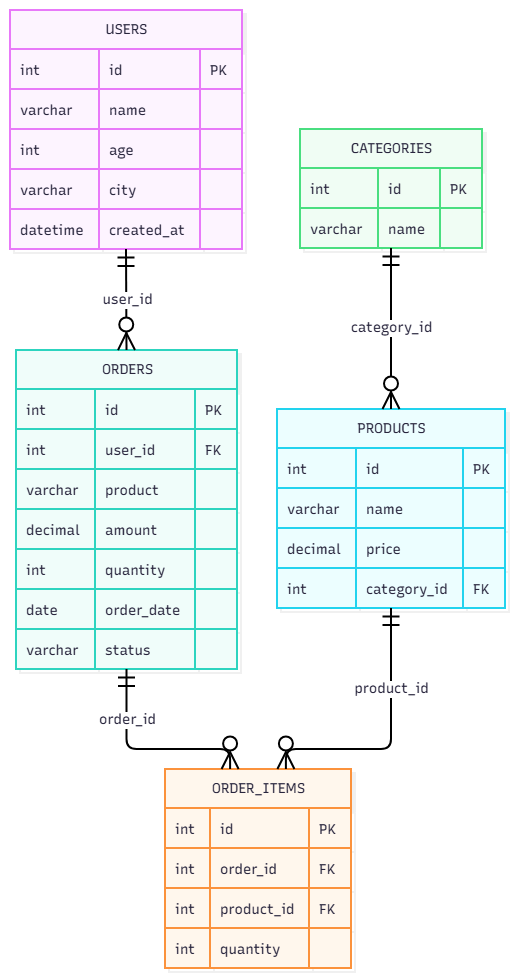 USERS
int id PK
varchar name
int age
varchar city
datetime created_at
user_id
CATEGORIES
int id PK
varchar name
category_id
ORDERS
int id PK
int user_id FK
varchar product
decimal amount
int quantity
date order_date
varchar status
order_id
PRODUCTS
int id PK
varchar name
decimal price
int category_id FK
product_id
ORDER_ITEMS
int id PK
int order_id FK
int product_id FK
int quantity